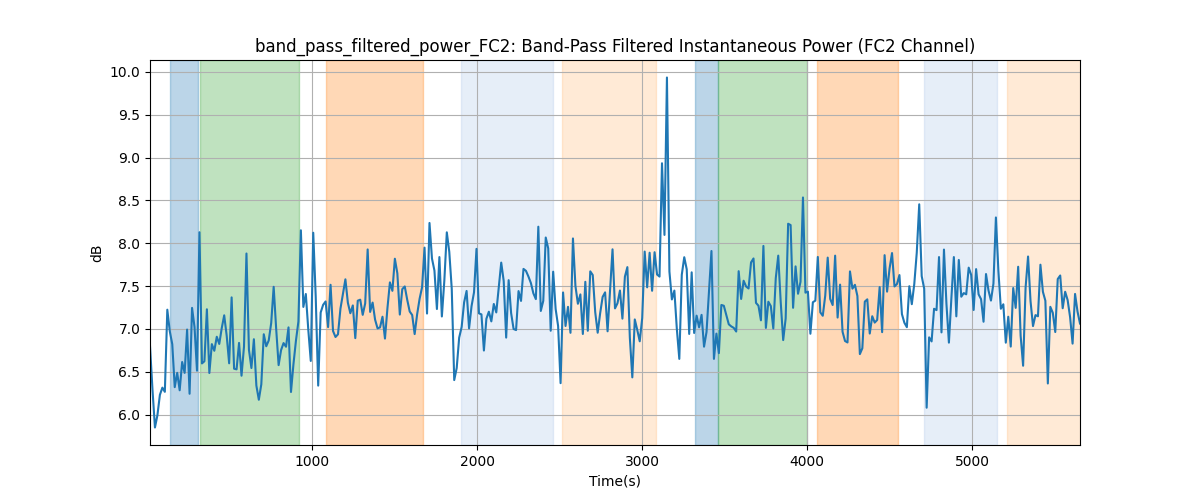 band_pass_filtered_power_FC2: Band-Pass Filtered Instantaneous Power (FC2 Channel)
10.0
9.5
9.0
8.5
8.0
7.5
7.0
6.5
6.0
dB
1000 2000 3000 4000 5000
Time(s)